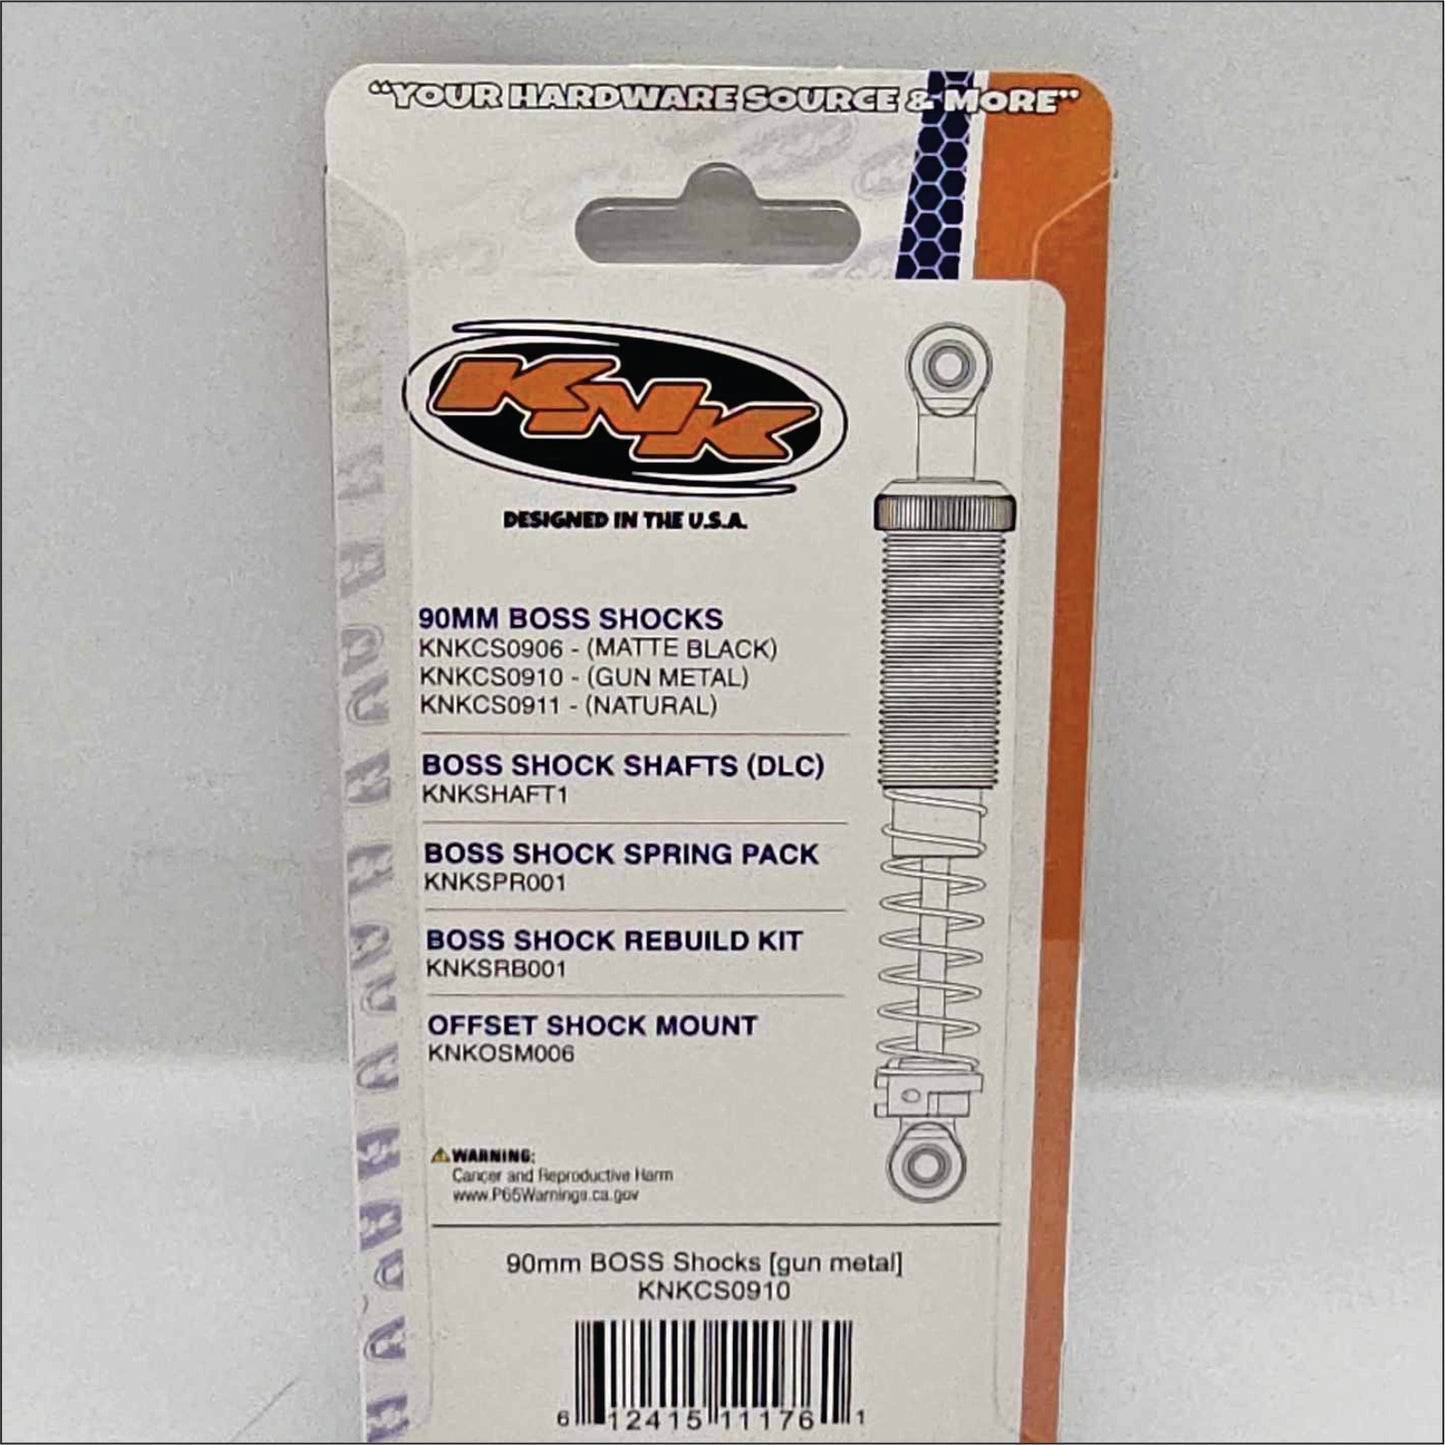 “YOUR HARDWARE SOURCE & MORE”
KNK
DESIGNED IN THE U.S.A.
90MM BOSS SHOCKS
KNKCS0906 - (MATTE BLACK)
KNKCS0910 - (GUN METAL)
KNKCS0911 - (NATURAL)
BOSS SHOCK SHAFTS (DLC)
KNKSHAFT1
BOSS SHOCK SPRING PACK
KNKSPR001
BOSS SHOCK REBUILD KIT
KNKSRB001
OFFSET SHOCK MOUNT
KNKOSM006
WARNING:
Cancer and Reproductive Harm
www.P65Warnings.ca.gov
90mm BOSS Shocks [gun metal]
KNKCS0910
6 12415 11176 1